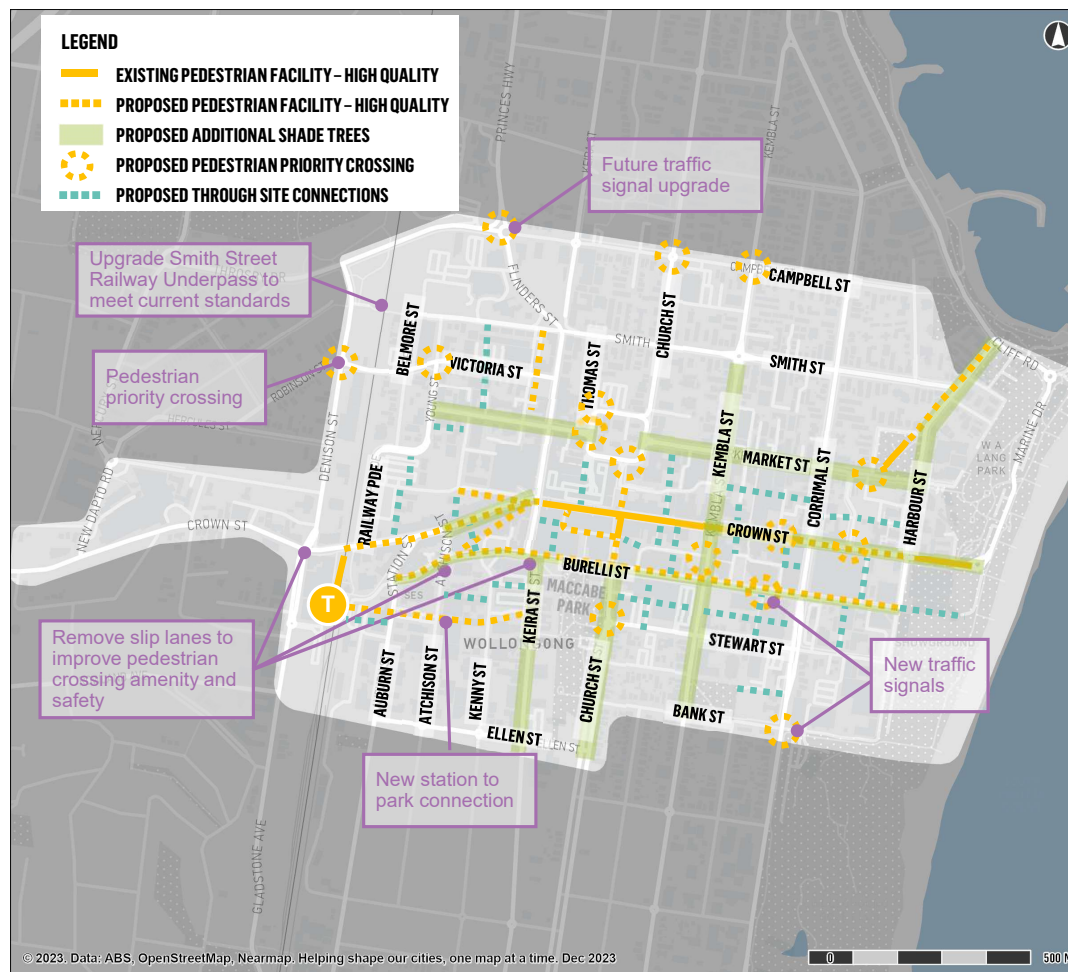 LEGEND
EXISTING PEDESTRIAN FACILITY – HIGH QUALITY
PROPOSED PEDESTRIAN FACILITY – HIGH QUALITY
PROPOSED ADDITIONAL SHADE TREES
PROPOSED PEDESTRIAN PRIORITY CROSSING
PROPOSED THROUGH SITE CONNECTIONS
PRINCES HWY
KEMBLA ST
Future traffic
signal upgrade
Upgrade Smith Street
Railway Underpass to
meet current standards
FLINDERS ST
CAMPBELL ST
CHURCH ST
BELMORE ST
SMITH
SMITH ST
THOMAS ST
VICTORIA ST
CLIFF RD
Pedestrian
priority crossing
ROBINSON ST
YOUNG ST
MARINE DR
HERCULES ST
DENISON ST
KEMBLA ST
MARKET ST
W A
LANG
PARK
CORRIMAL ST
HARBOUR ST
NEW DAPTO RD
RAILWAY PDE
CROWN ST
CROWN ST
STATION ST
BURELLI ST
SES
MACCABE
PARK
T
KEIRA ST
WOLLONGONG
STEWART ST
Remove slip lanes to
improve pedestrian
crossing amenity and
safety
New traffic
signals
AUBURN ST
ATCHISON ST
KENNY ST
CHURCH ST
BANK ST
ELLEN ST
New station to
park connection
GLADSTONE AVE
© 2023. Data: ABS, OpenStreetMap, Nearmap. Helping shape our cities, one map at a time. Dec 2023
0
500 M